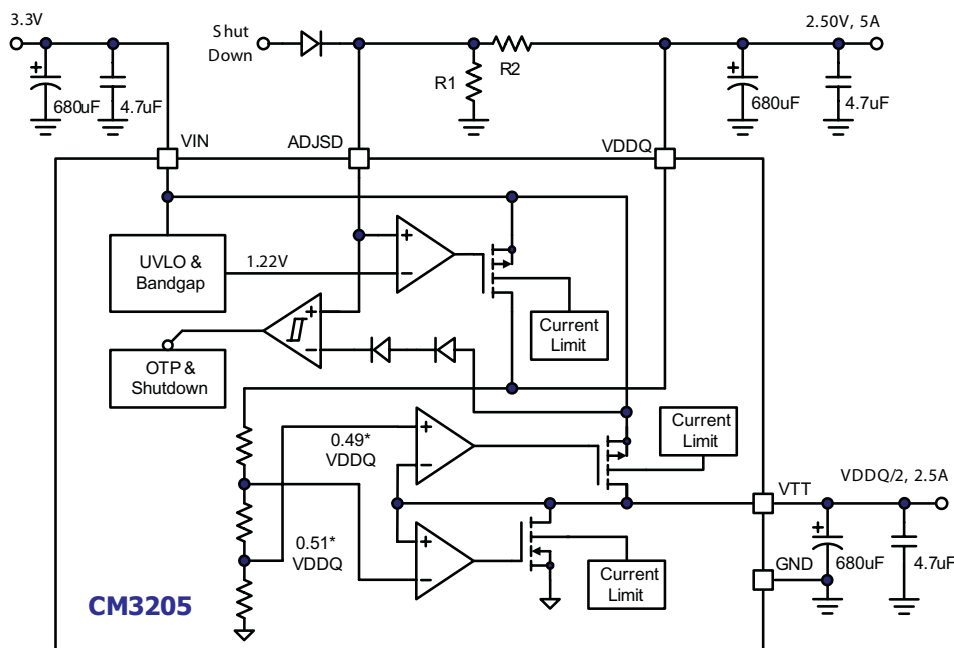 3.3V
Shut
Down
2.50V, 5A
R1
R2
680uF
4.7uF
680uF
4.7uF
VIN
ADJSD
VDDQ
UVLO &
Bandgap
1.22V
+
−
Current
Limit
+
−
OTP &
Shutdown
Current
Limit
0.49*
VDDQ
+
−
VDDQ/2, 2.5A
VTT
0.51*
VDDQ
+
−
Current
Limit
GND
680uF
4.7uF
CM3205